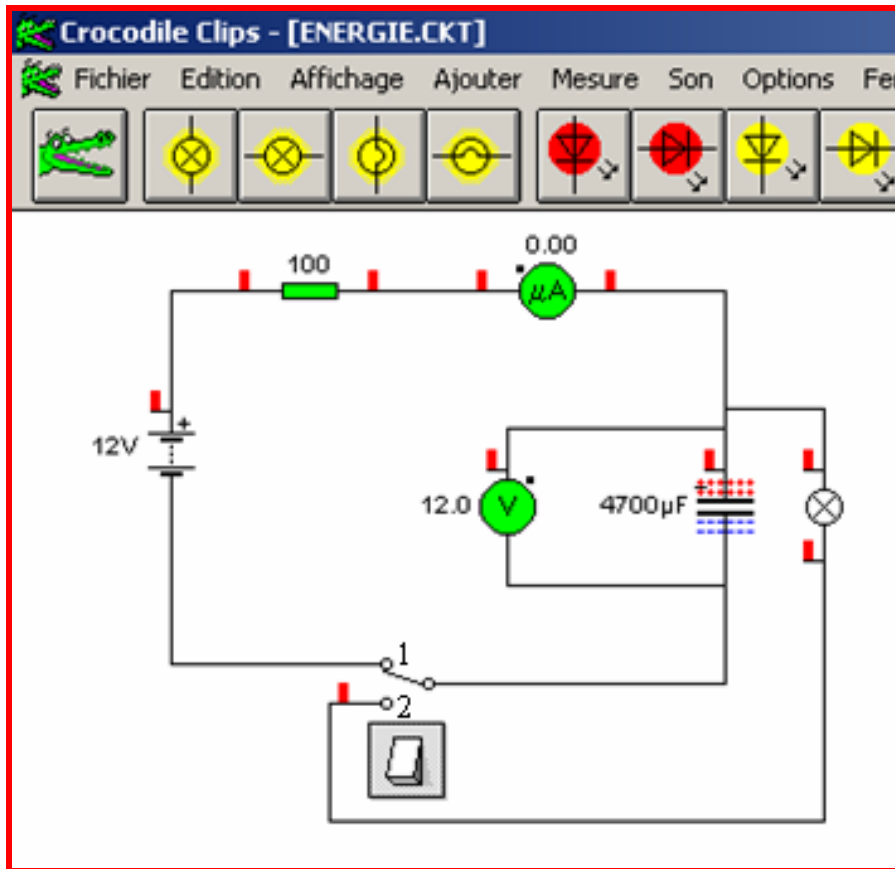 Crocodile Clips - [ENERGIE.CKT]
Fichier Edition Affichage Ajouter Mesure Son Options
0.00
100
µA
+
12V
12.0 V 4700µF +
1
2